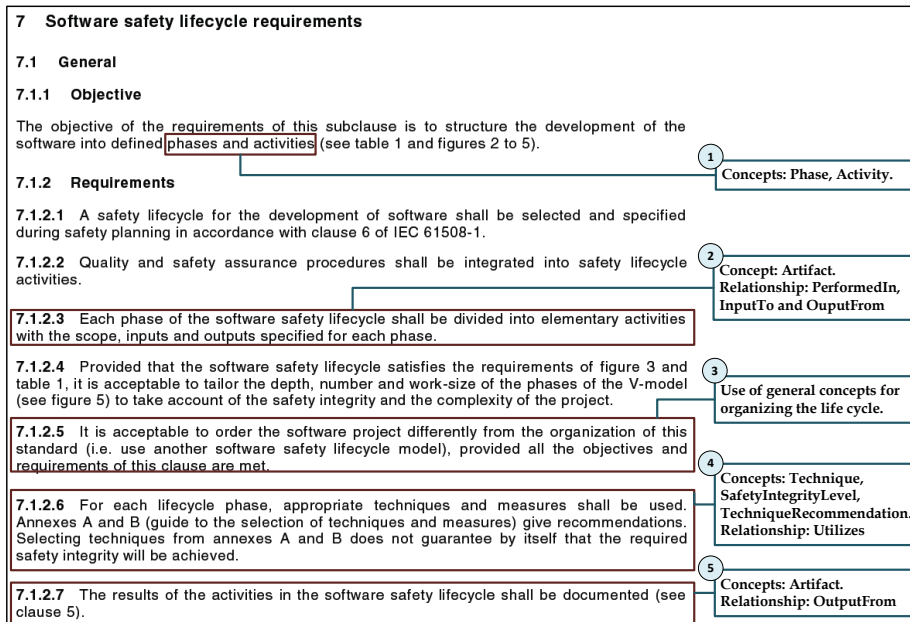 7 Software safety lifecycle requirements
7.1 General
7.1.1 Objective
The objective of the requirements of this subclause is to structure the development of the
software into defined phases and activities (see table 1 and figures 2 to 5).
1
Concepts: Phase, Activity.
7.1.2 Requirements
7.1.2.1 A safety lifecycle for the development of software shall be selected and specified
during safety planning in accordance with clause 6 of IEC 61508-1.
7.1.2.2 Quality and safety assurance procedures shall be integrated into safety lifecycle
activities.
2
Concept: Artifact.
Relationship: PerformedIn,
InputTo and OuputFrom
7.1.2.3 Each phase of the software safety lifecycle shall be divided into elementary activities
with the scope, inputs and outputs specified for each phase.
7.1.2.4 Provided that the software safety lifecycle satisfies the requirements of figure 3 and
table 1, it is acceptable to tailor the depth, number and work-size of the phases of the V-model
(see figure 5) to take account of the safety integrity and the complexity of the project.
3
Use of general concepts for
organizing the life cycle.
7.1.2.5 It is acceptable to order the software project differently from the organization of this
standard (i.e. use another software safety lifecycle model), provided all the objectives and
requirements of this clause are met.
4
Concepts: Technique,
SafetyIntegrityLevel,
TechniqueRecommendation.
Relationship: Utilizes
7.1.2.6 For each lifecycle phase, appropriate techniques and measures shall be used.
Annexes A and B (guide to the selection of techniques and measures) give recommendations.
Selecting techniques from annexes A and B does not guarantee by itself that the required
safety integrity will be achieved.
5
Concepts: Artifact.
Relationship: OutputFrom
7.1.2.7 The results of the activities in the software safety lifecycle shall be documented (see
clause 5).